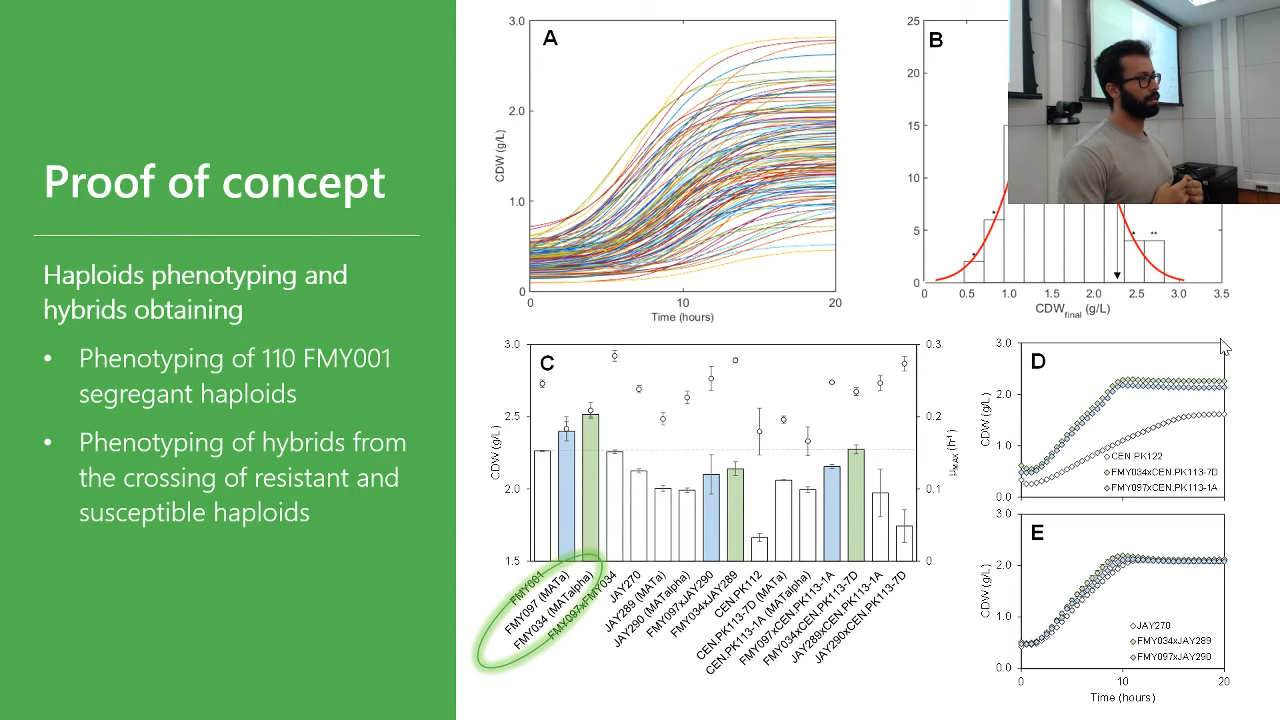 Proof of concept
Haploids phenotyping and
hybrids obtaining
• Phenotyping of 110 FMY001
segregant haploids
• Phenotyping of hybrids from
the crossing of resistant and
susceptible haploids
A
3.0
2.0
1.0
0
CDW (g/L)
0 10 20
Time (hours)
B
25
20
15
10
5
0
* * * **
0 0.5 1.0 1.5 2.0 2.5 3.0 3.5
CDWfinal (g/L)
C
3.0
2.5
2.0
1.5
CDW (g/L)
0.3
0.2
0.1
0
μMAX (h-1)
FMY001
FMY097 (MATa)
FMY034 (MATalpha)
FMY097xFMY034
JAY270
JAY289 (MATa)
JAY290 (MATalpha)
FMY097xJAY290
FMY034xJAY289
CEN.PK112
CEN.PK113-7D (MATa)
CEN.PK113-1A (MATalpha)
FMY097xCEN.PK113-1A
FMY034xCEN.PK113-7D
JAY289xCEN.PK113-1A
JAY290xCEN.PK113-7D
D
3.0
2.0
1.0
0.0
CDW (g/L)
CEN.PK122
FMY034xCEN.PK113-7D
FMY097xCEN.PK113-1A
E
3.0
2.0
1.0
0.0
CDW (g/L)
JAY270
FMY034xJAY289
FMY097xJAY290
0 10 20
Time (hours)